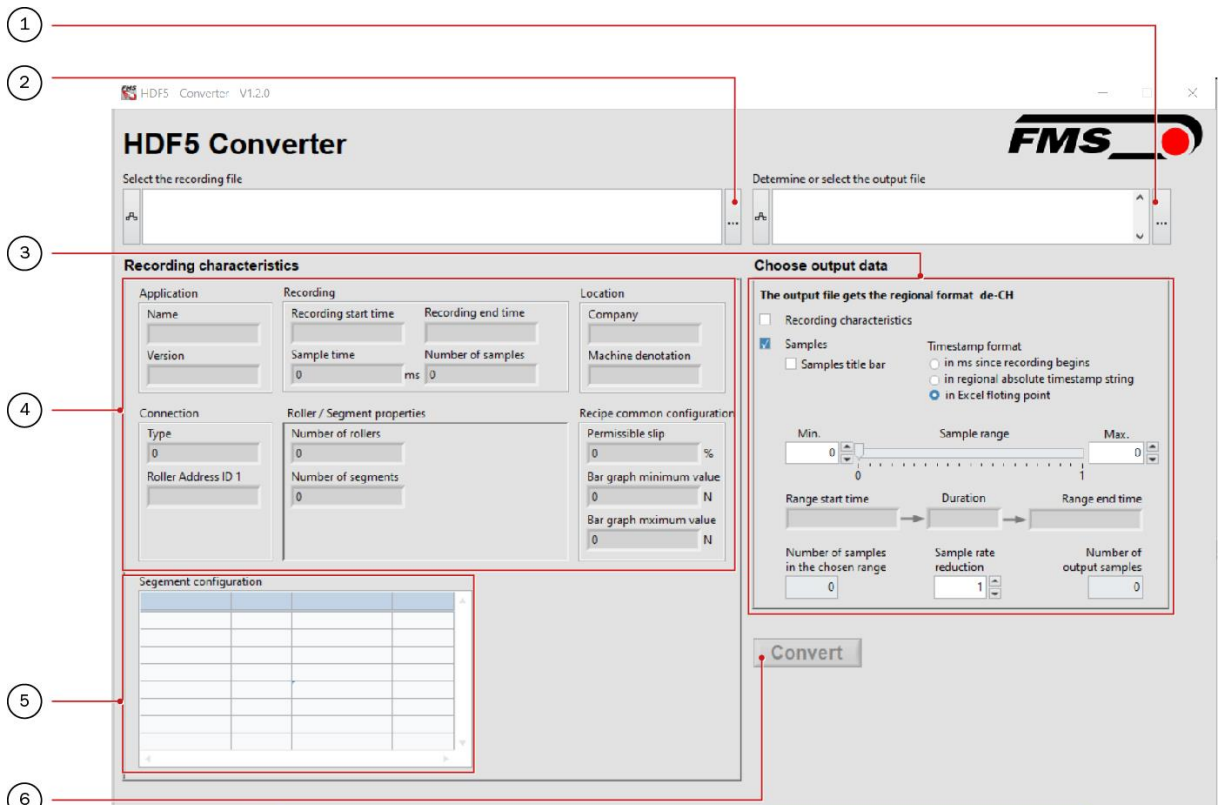 1
2
HDF5 Converter V1.2.0
HDF5 Converter
FMS
Select the recording file
Determine or select the output file
...
...
3
Recording characteristics
Choose output data
Application
Recording
Location
The output file gets the regional format de-CH
Name
Recording start time
Recording end time
Company
Recording characteristics
Version
Sample time
Number of samples
Machine denotation
0 ms
0
Samples
Timestamp format
Samples title bar
in ms since recording begins
in regional absolute timestamp string
in Excel floting point
4
Connection
Roller / Segment properties
Recipe common configuration
Type
Number of rollers
Permissible slip
0
0
0 %
Roller Address ID 1
Number of segments
Bar graph minimum value
0
0 N
Bar graph mximum value
0 N
Min.
Sample range
Max.
0
0
0
1
Range start time
Duration
Range end time
Number of samples
in the chosen range
Sample rate
reduction
Number of
output samples
0
1
0
Segement configuration
Convert
5
6